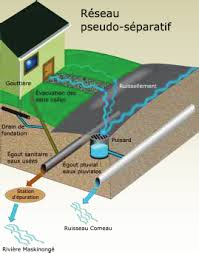 Réseau
pseudo-séparatif
Gouttière
Évacuation des
eaux usées
Ruissellement
Drain de
fondation
Puisard
Égout sanitaire :
eaux usées
Égout pluvial :
eaux pluviales
Station
d'épuration
Ruisseau Comeau
Rivière Maskinongé